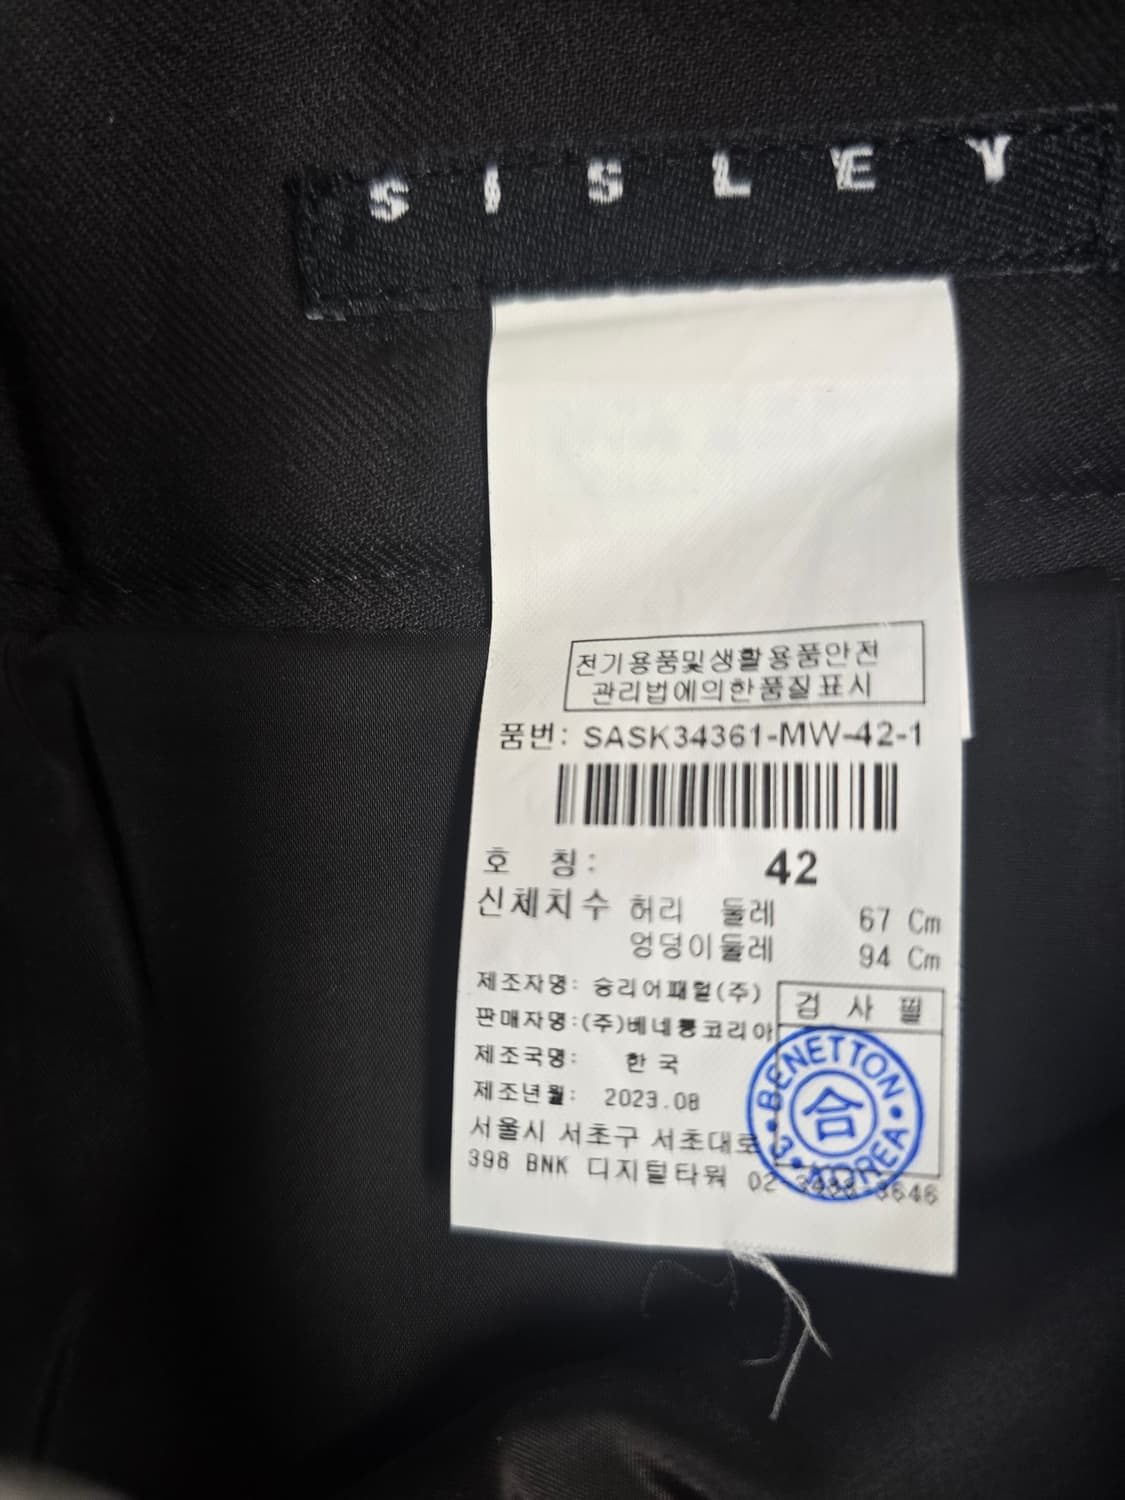 SISLEY
전기용품및생활용품안전
관리법에의한품질표시
품번: SASK34361-MW-42-1
호 칭: 42
신체치수 허리 둘레 67 Cm
엉덩이둘레 94 Cm
제조자명: 승리어패럴(주)
검 사 필
판매자명:(주)베네통코리아
제조국명: 한국
제조년월: 2023.08
BENETTON KOREA 3
合
서울시 서초구 서초대로
398 BNK 디지털타워 02